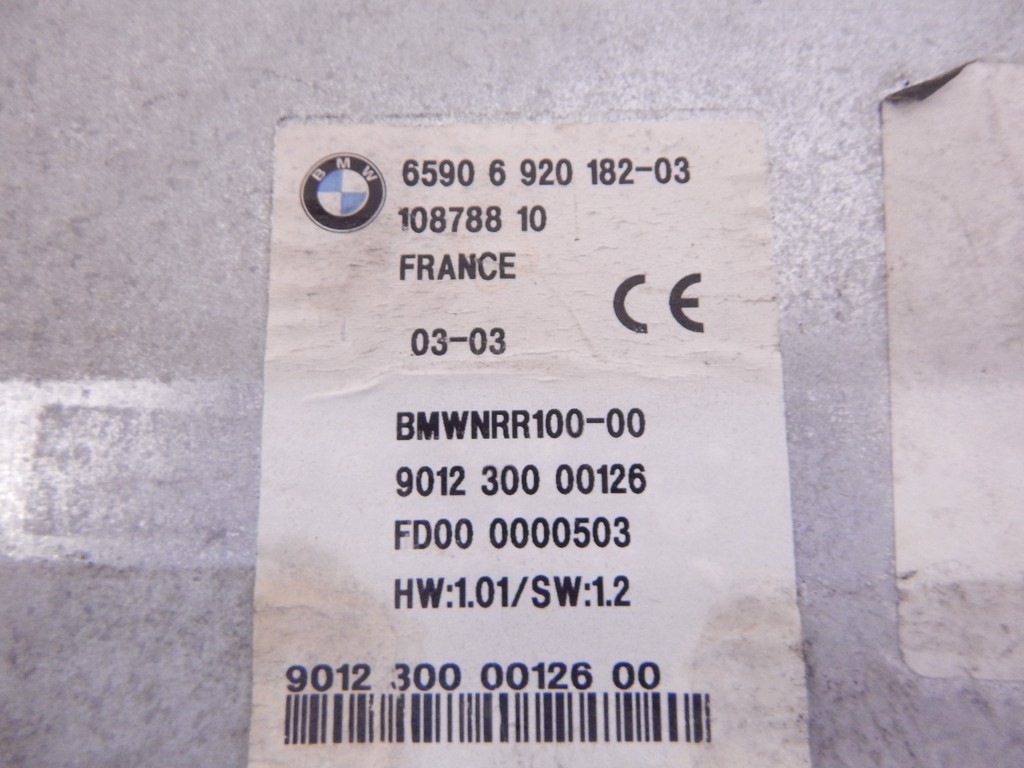 BMW
6590 6 920 182-03
108788 10
FRANCE
CE
03-03
BMWNRR100-00
9012 300 00126
FD00 0000503
HW:1.01/SW:1.2
9012 300 00126 00